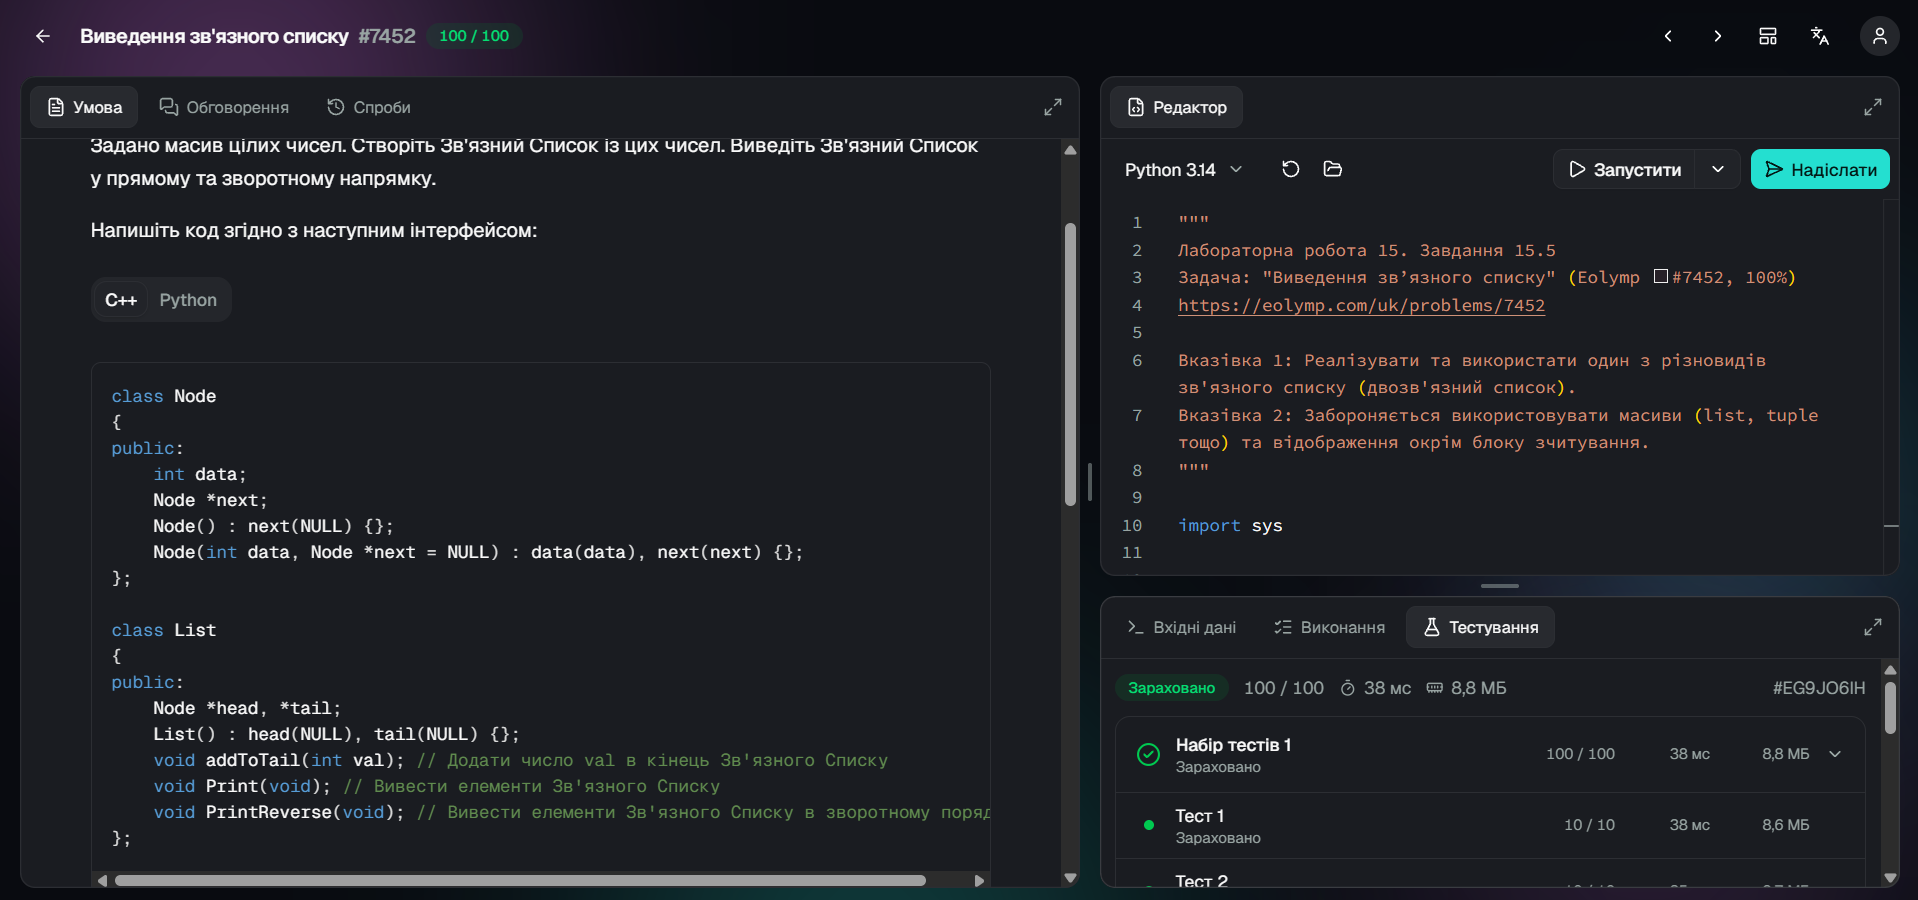 Виведення зв'язного списку #7452 100 / 100
Умова Обговорення Спроби
Задано масив цілих чисел. Створіть Зв'язний Список із цих чисел. Виведіть Зв'язний Список
у прямому та зворотному напрямку.
Напишіть код згідно з наступним інтерфейсом:
C++ Python
class Node
{
public:
int data;
Node *next;
Node() : next(NULL) {};
Node(int data, Node *next = NULL) : data(data), next(next) {};
};
class List
{
public:
Node *head, *tail;
List() : head(NULL), tail(NULL) {};
void addToTail(int val); // Додати число val в кінець Зв'язного Списку
void Print(void); // Вивести елементи Зв'язного Списку
void PrintReverse(void); // Вивести елементи Зв'язного Списку в зворотному поряд
};
Редактор
Python 3.14 Запустити Надіслати
1 """
2 Лабораторна робота 15. Завдання 15.5
3 Задача: "Виведення зв’язного списку" (Eolymp #7452, 100%)
4 https://eolymp.com/uk/problems/7452
5
6 Вказівка 1: Реалізувати та використати один з різновидів
зв'язного списку (двозв'язний список).
7 Вказівка 2: Забороняється використовувати масиви (list, tuple
тощо) та відображення окрім блоку зчитування.
8 """
9
10 import sys
11
Вхідні дані Виконання Тестування
Зараховано 100 / 100 38 мс 8,8 МБ #EG9JO6IH
Набір тестів 1 100 / 100 38 мс 8,8 МБ
Зараховано
Тест 1 10 / 10 38 мс 8,6 МБ
Зараховано
Тест 2